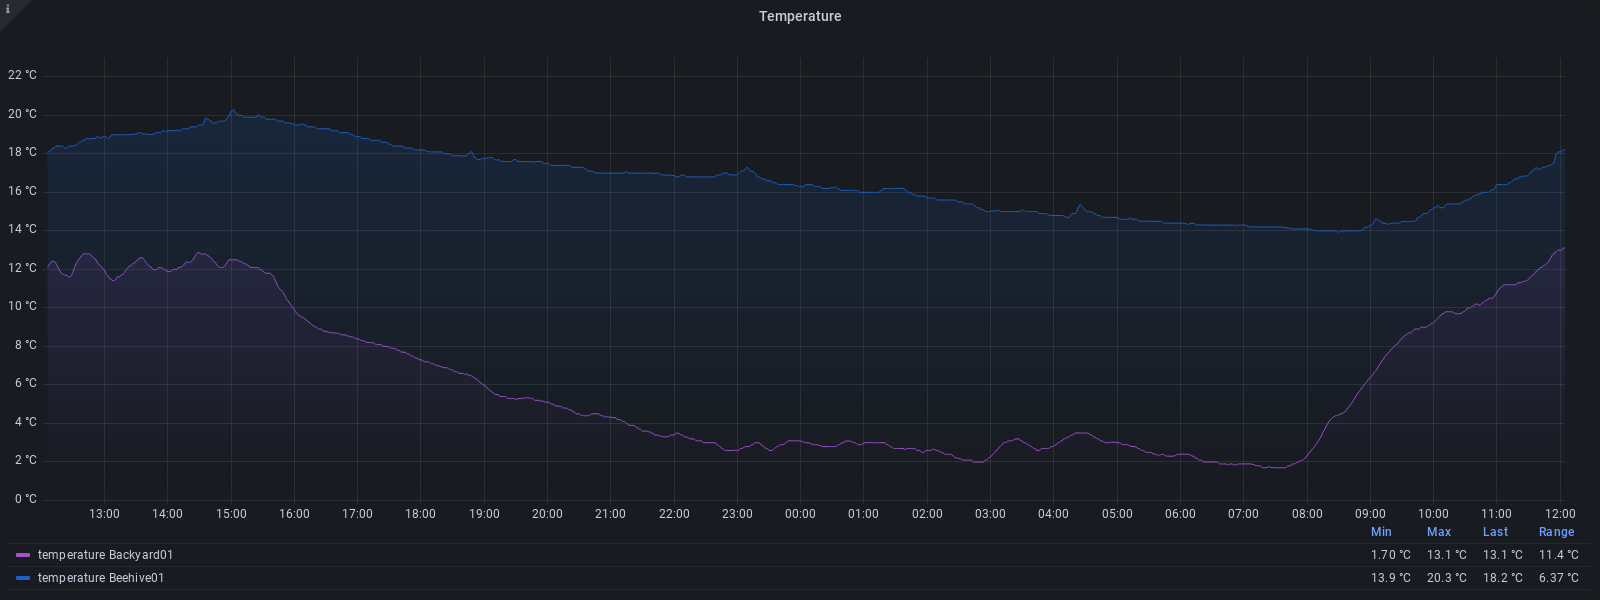 i
Temperature
22 °C
20 °C
18 °C
16 °C
14 °C
12 °C
10 °C
8 °C
6 °C
4 °C
2 °C
0 °C
13:00 14:00 15:00 16:00 17:00 18:00 19:00 20:00 21:00 22:00 23:00 00:00 01:00 02:00 03:00 04:00 05:00 06:00 07:00 08:00 09:00 10:00 11:00 12:00
Min Max Last Range
temperature Backyard01 1.70 °C 13.1 °C 13.1 °C 11.4 °C
temperature Beehive01 13.9 °C 20.3 °C 18.2 °C 6.37 °C